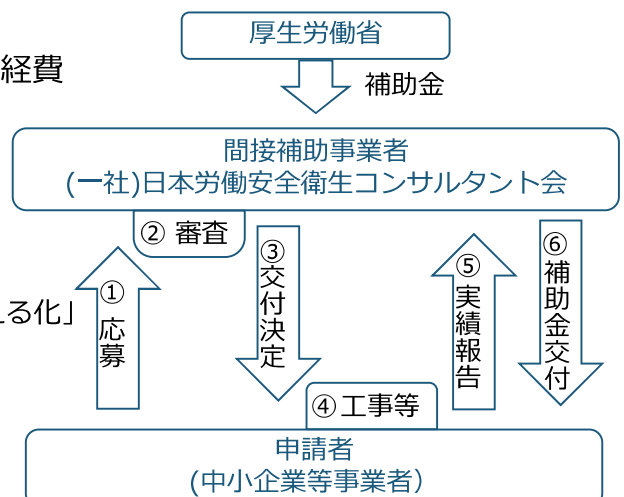 厚生労働省
経費
補助金
間接補助事業者
(一社)日本労働安全衛生コンサルタント会
② 審査
①応募
③交付決定
⑤実績報告
⑥補助金交付
える化」
④工事等
申請者
(中小企業等事業者)